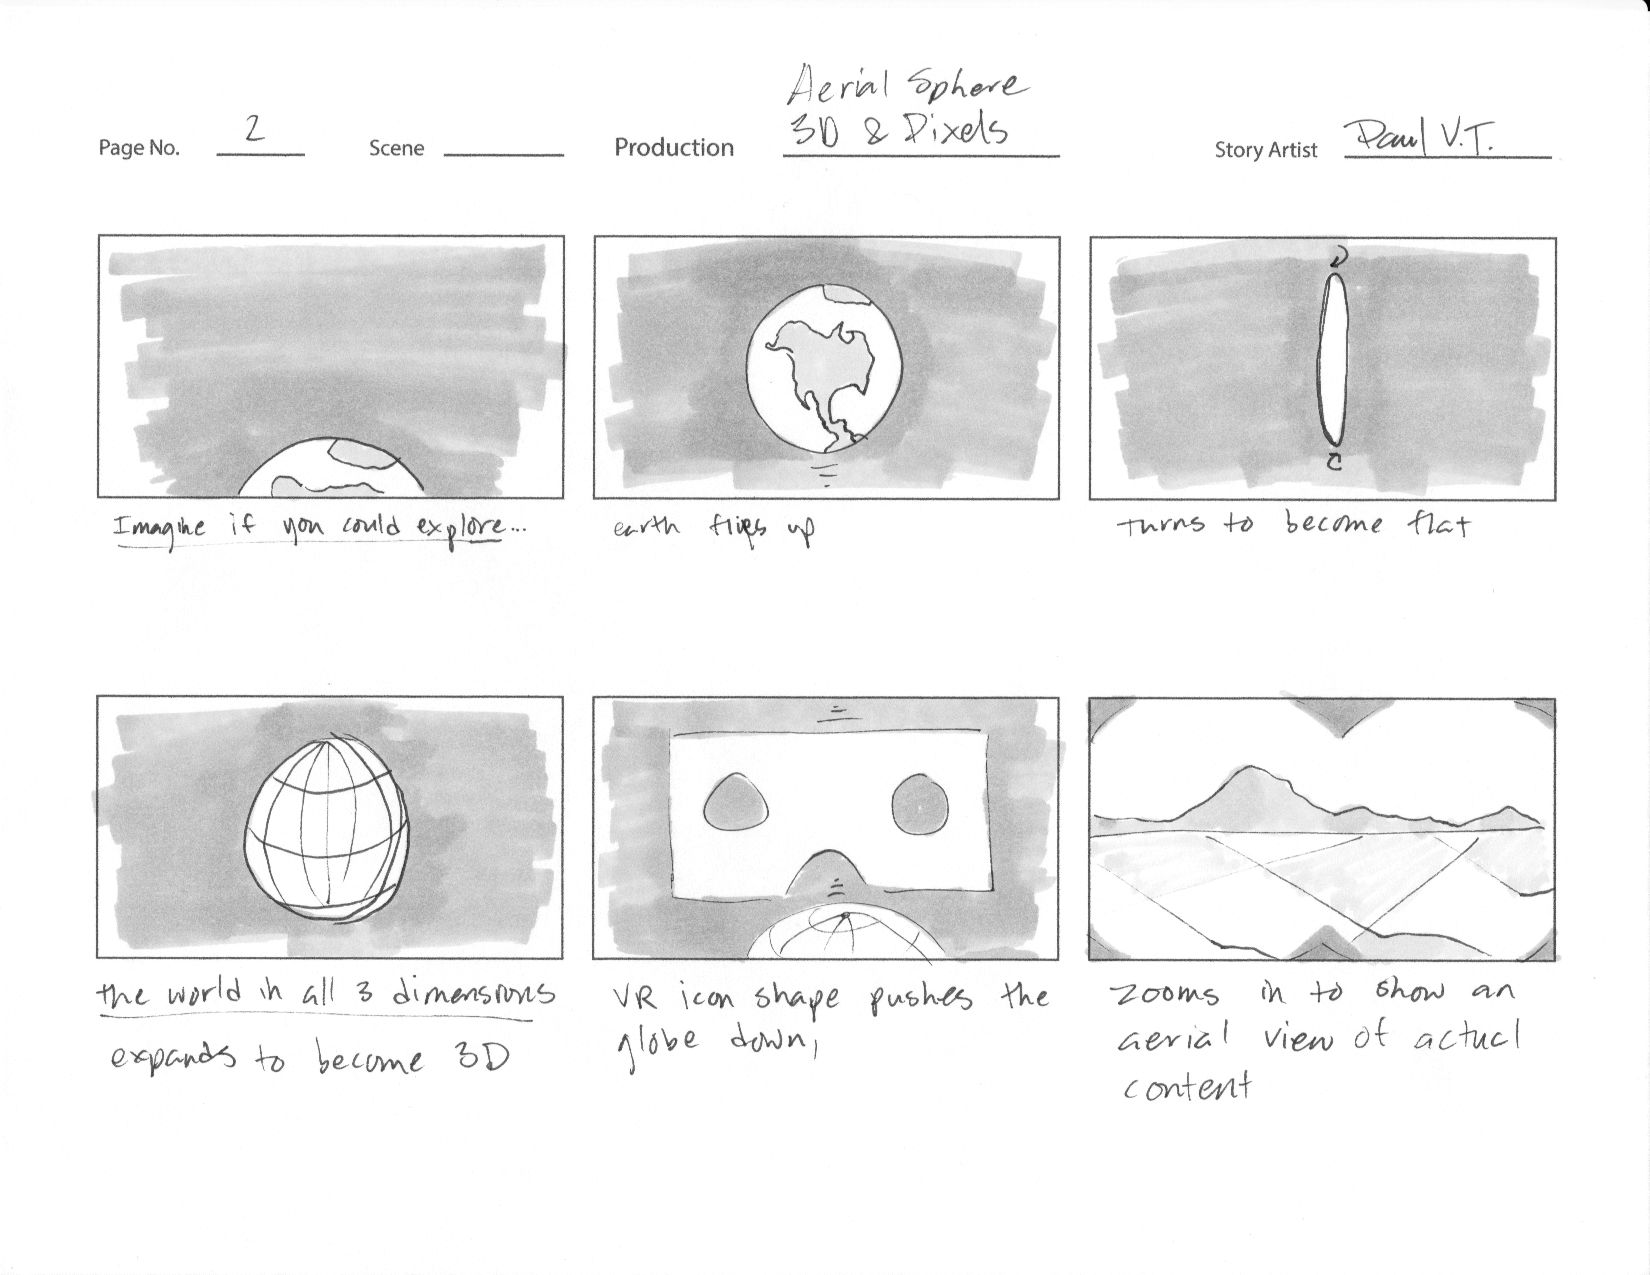 Aerial Sphere
Page No. 2 Scene Production 3D & Pixels Story Artist Paul V.T.
Imagine if you could explore...
earth flies up
turns to become flat
the world in all 3 dimensions
expands to become 3D
VR icon shape pushes the
globe down,
zooms in to show an
aerial view of actual
content